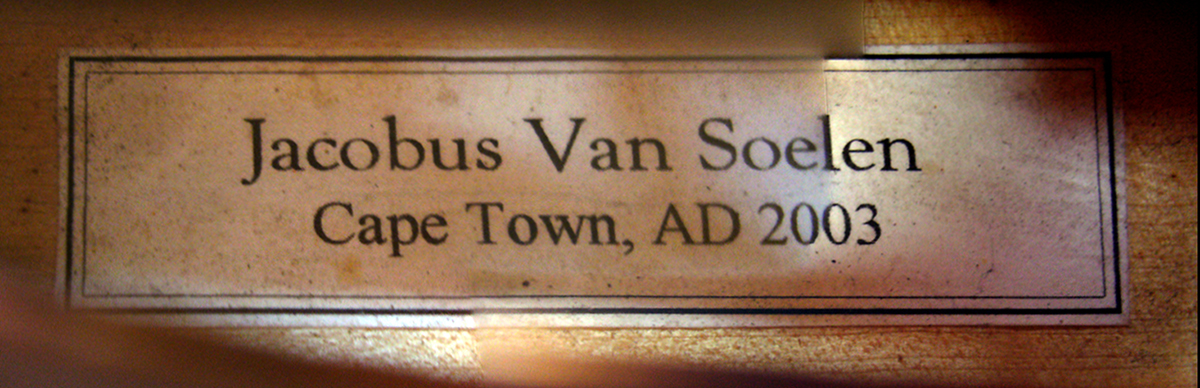 Jacobus Van Soelen
Cape Town, AD 2003